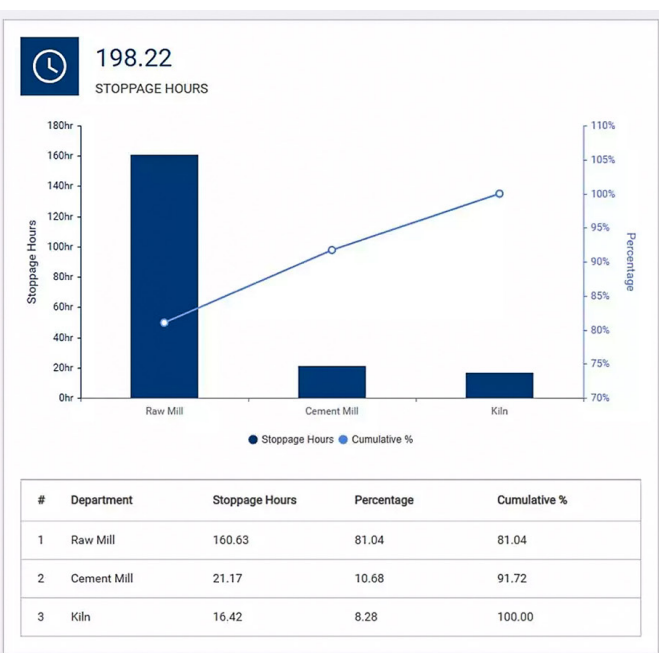 198.22
STOPPAGE HOURS
180hr
160hr
140hr
120hr
100hr
80hr
60hr
40hr
20hr
0hr
Stoppage Hours
110%
105%
100%
95%
90%
85%
80%
75%
70%
Percentage
Raw Mill Cement Mill Kiln
Stoppage Hours Cumulative %
# Department Stoppage Hours Percentage Cumulative %
1 Raw Mill 160.63 81.04 81.04
2 Cement Mill 21.17 10.68 91.72
3 Kiln 16.42 8.28 100.00